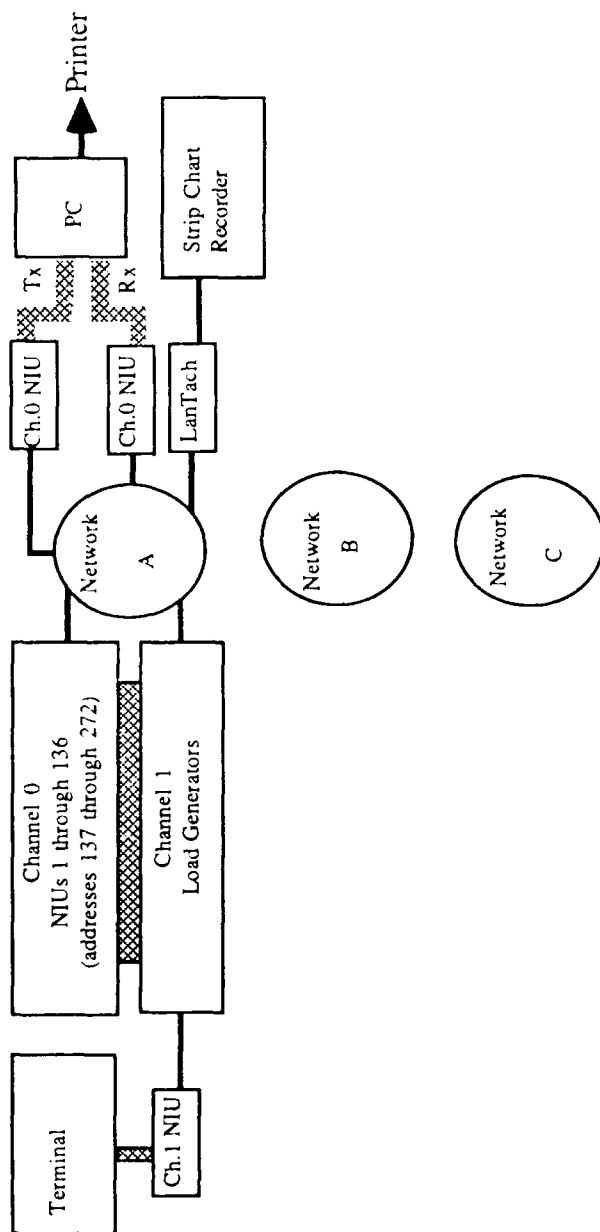 Terminal
Ch.1 NIU
Channel 0
NIUs 1 through 136
(addresses 137 through 272)
Channel 1
Load Generators
Network
A
Ch.0 NIU
Ch.0 NIU
LanTach
Tx
Rx
PC
Printer
Strip Chart
Recorder
Network
B
Network
C